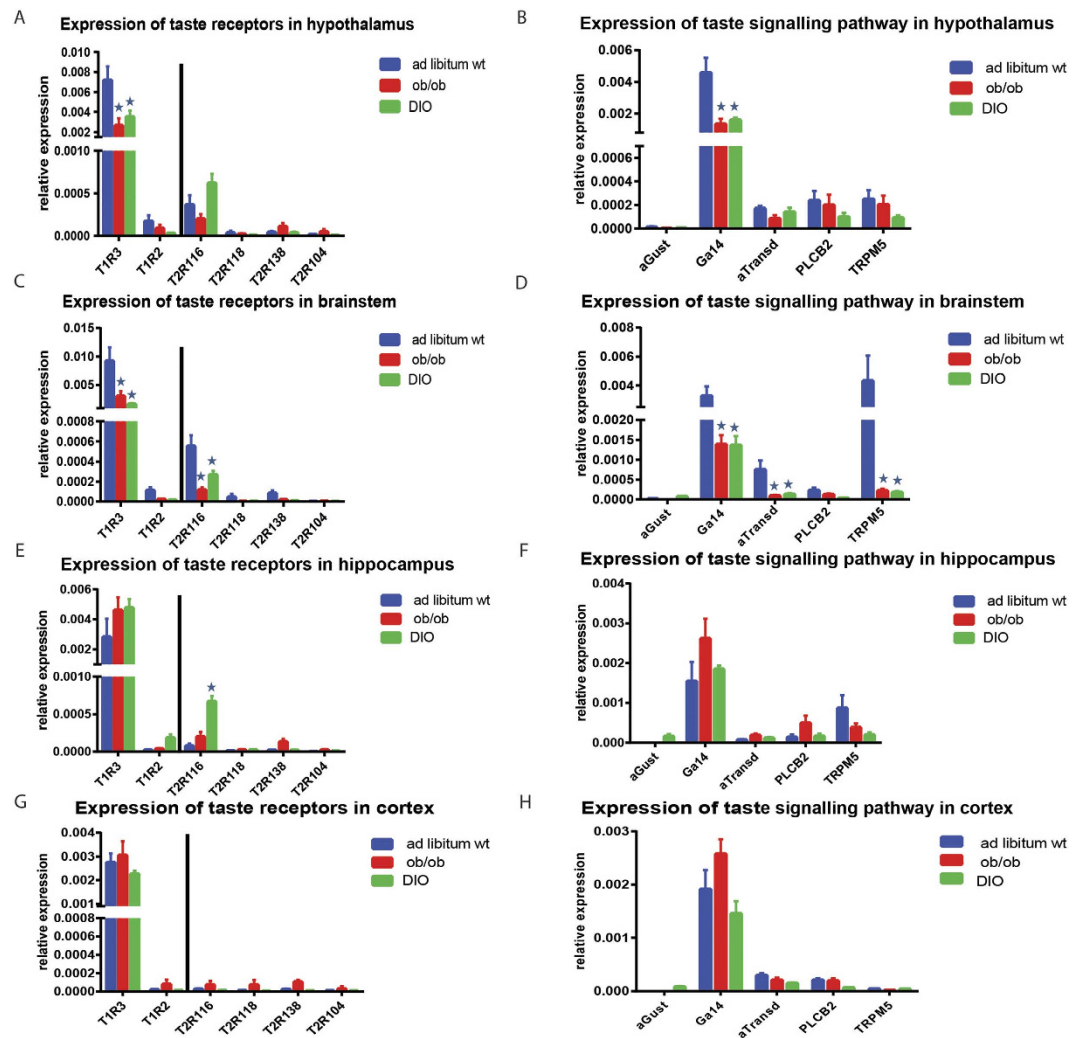 A
Expression of taste receptors in hypothalamus
relative expression
0.010
0.008
0.006
0.004
0.002
0.0010
0.0005
0.0000
ad libitum wt
ob/ob
DIO
T1R3
T1R2
T2R116
T2R118
T2R138
T2R104
B
Expression of taste signalling pathway in hypothalamus
relative expression
0.006
0.004
0.002
0.0006
0.0004
0.0002
0.0000
ad libitum wt
ob/ob
DIO
aGust
Ga14
aTransd
PLCB2
TRPM5
C
Expression of taste receptors in brainstem
relative expression
0.015
0.010
0.005
0.0008
0.0006
0.0004
0.0002
0.0000
ad libitum wt
ob/ob
DIO
T1R3
T1R2
T2R116
T2R118
T2R138
T2R104
D
Expression of taste signalling pathway in brainstem
relative expression
0.008
0.006
0.004
0.0020
0.0015
0.0010
0.0005
0.0000
ad libitum wt
ob/ob
DIO
aGust
Ga14
aTransd
PLCB2
TRPM5
E
Expression of taste receptors in hippocampus
relative expression
0.006
0.004
0.002
0.0010
0.0005
0.0000
ad libitum wt
ob/ob
DIO
T1R3
T1R2
T2R116
T2R118
T2R138
T2R104
F
Expression of taste signalling pathway in hippocampus
relative expression
0.004
0.003
0.002
0.001
0.000
ad libitum wt
ob/ob
DIO
aGust
Ga14
aTransd
PLCB2
TRPM5
G
Expression of taste receptors in cortex
relative expression
0.004
0.003
0.002
0.001
0.0008
0.0006
0.0004
0.0002
0.0000
ad libitum wt
ob/ob
DIO
T1R3
T1R2
T2R116
T2R118
T2R138
T2R104
H
Expression of taste signalling pathway in cortex
relative expression
0.003
0.002
0.001
0.000
ad libitum wt
ob/ob
DIO
aGust
Ga14
aTransd
PLCB2
TRPM5